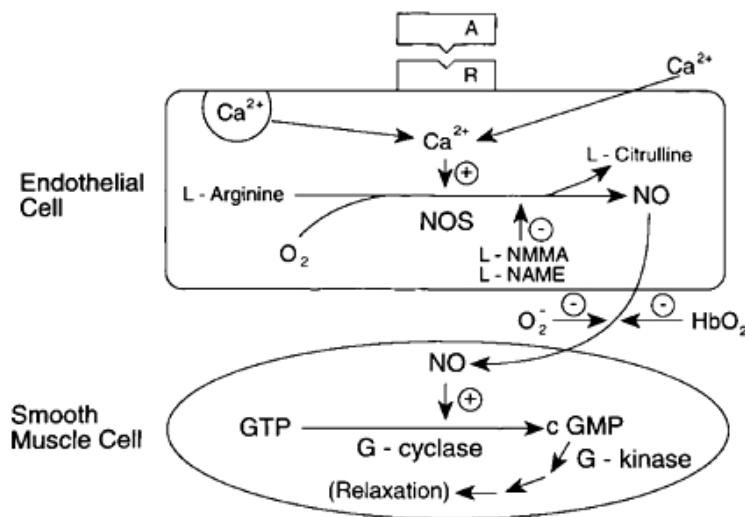 A
R
Ca2+
Ca2+
Ca2+
+
L - Citrulline
Endothelial
Cell
L - Arginine
NO
NOS
-
O2
L - NMMA
L - NAME
-
-
O2-
HbO2
NO
+
Smooth
Muscle Cell
GTP
c GMP
G - cyclase
G - kinase
(Relaxation)